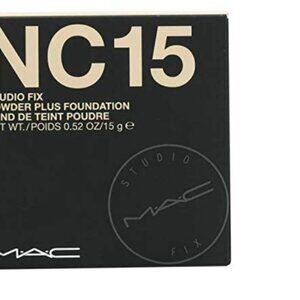 NC15
UDIO FIX
OWDER PLUS FOUNDATION
ND DE TEINT POUDRE
T WT./POIDS 0.52 OZ/15 g ℮
STUDIO
FIX
MAC
MAC